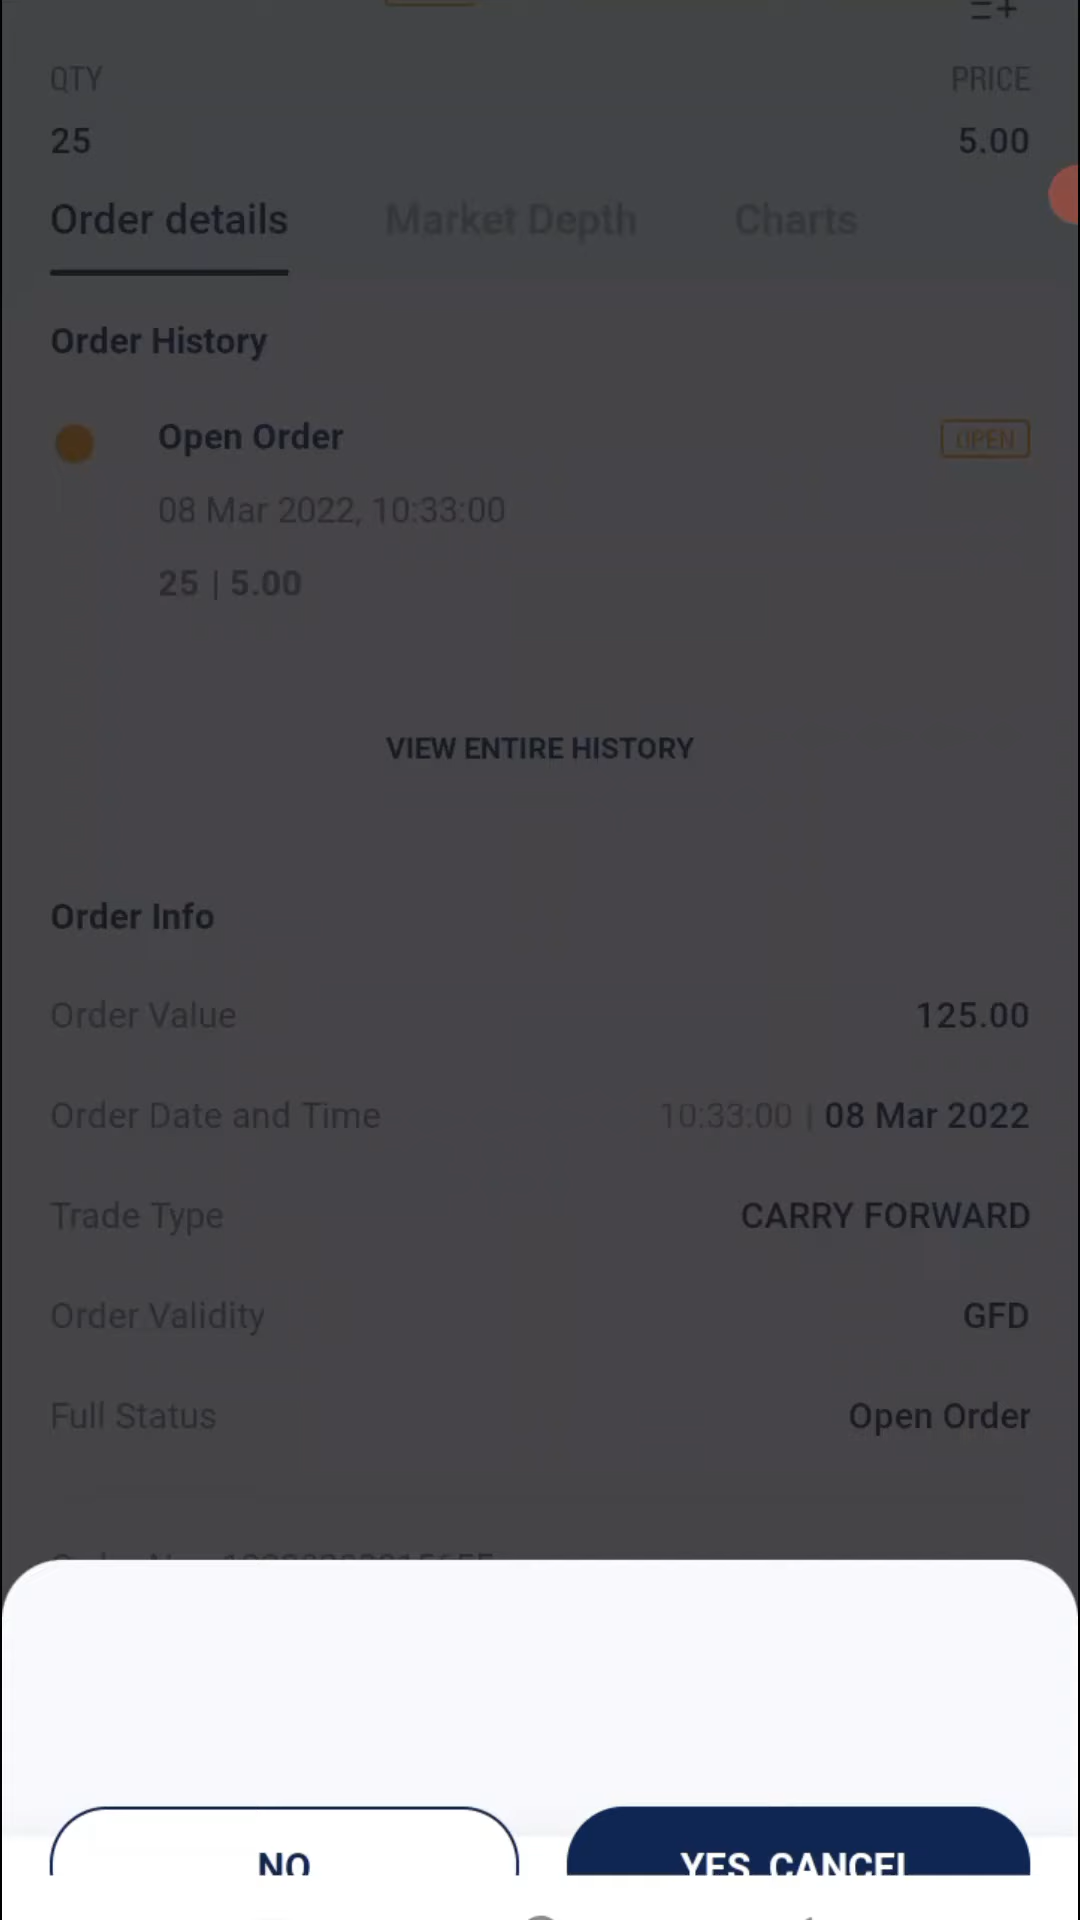 QTY PRICE
25 5.00
Order details Market Depth Charts
Order History
Open Order OPEN
08 Mar 2022, 10:33:00
25 | 5.00
VIEW ENTIRE HISTORY
Order Info
Order Value 125.00
Order Date and Time 10:33:00 | 08 Mar 2022
Trade Type CARRY FORWARD
Order Validity GFD
Full Status Open Order
NO YES, CANCEL